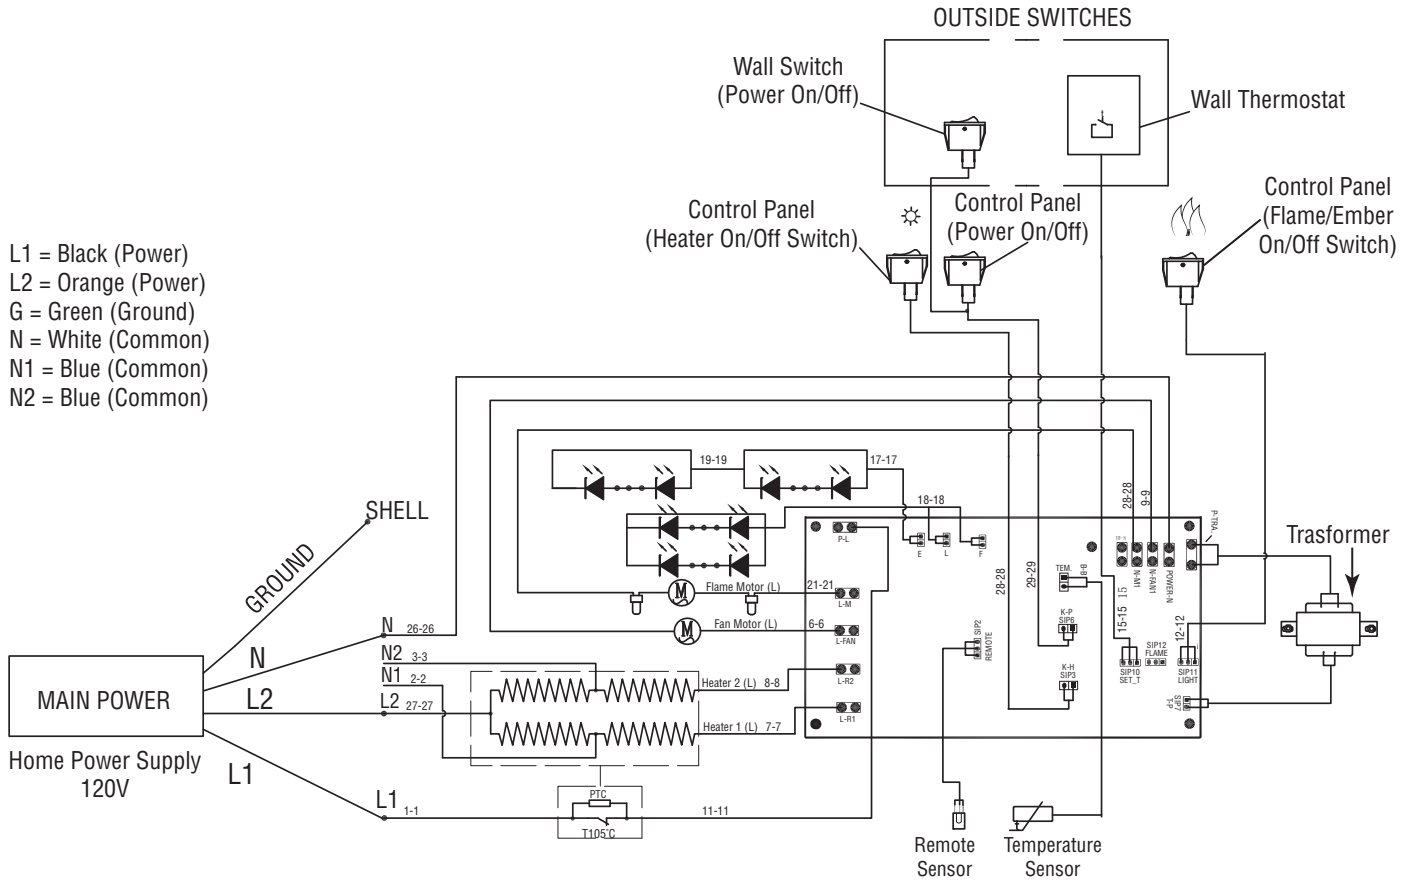 OUTSIDE SWITCHES
Wall Switch
(Power On/Off)
Wall Thermostat
Control Panel
(Heater On/Off Switch)
Control Panel
(Power On/Off)
Control Panel
(Flame/Ember
On/Off Switch)
L1 = Black (Power)
L2 = Orange (Power)
G = Green (Ground)
N = White (Common)
N1 = Blue (Common)
N2 = Blue (Common)
19-19
17-17
18-18
28-28
9-9
P-TRA.
SHELL
GROUND
P-L
E
L
F
Trasformer
N-M1
N-FAN1
POWER-N
28-28
29-29
TEM.
B-B
15-15
15
12-12
M
Flame Motor (L)
21-21
L-M
M
Fan Motor (L)
6-6
L-FAN
K-P
SIP6
SIP2
REMOTE
SIP12
FLAME
SIP10
SET_T
SIP11
LIGHT
K-H
SIP3
SIP7
T-P
N
N
26-26
N2
3-3
N1
2-2
L2
L2
27-27
Heater 2 (L)
8-8
L-R2
Heater 1 (L)
7-7
L-R1
MAIN POWER
Home Power Supply
120V
L1
L1
1-1
PTC
T105°C
11-11
Remote
Sensor
Temperature
Sensor